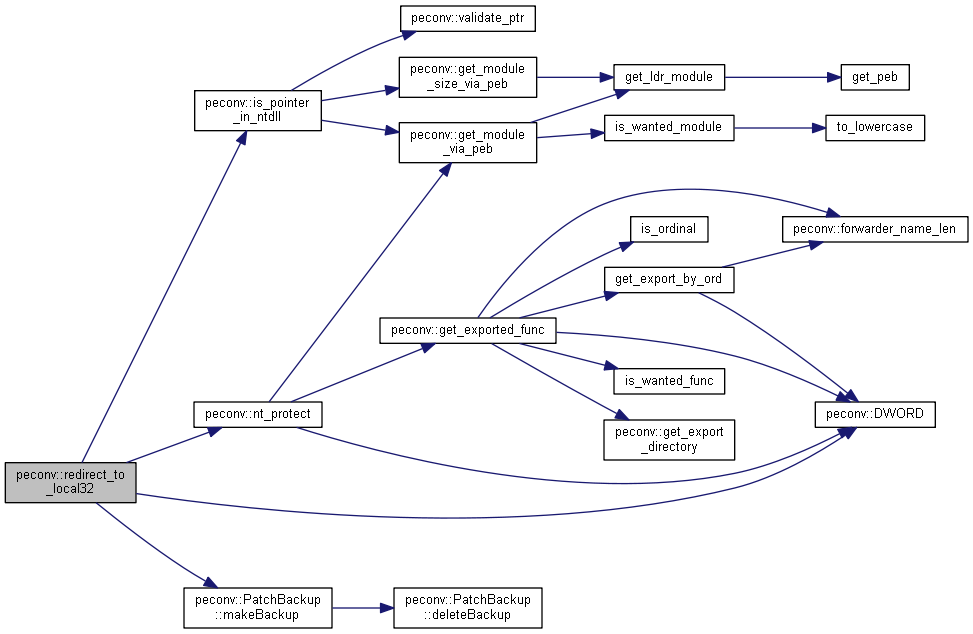 peconv::validate_ptr
peconv::get_module
_size_via_peb
get_ldr_module
get_peb
peconv::is_pointer
_in_ntdll
peconv::get_module
_via_peb
is_wanted_module
to_lowercase
is_ordinal
peconv::forwarder_name_len
get_export_by_ord
peconv::get_exported_func
is_wanted_func
peconv::nt_protect
peconv::DWORD
peconv::get_export
_directory
peconv::redirect_to
_local32
peconv::PatchBackup
::makeBackup
peconv::PatchBackup
::deleteBackup